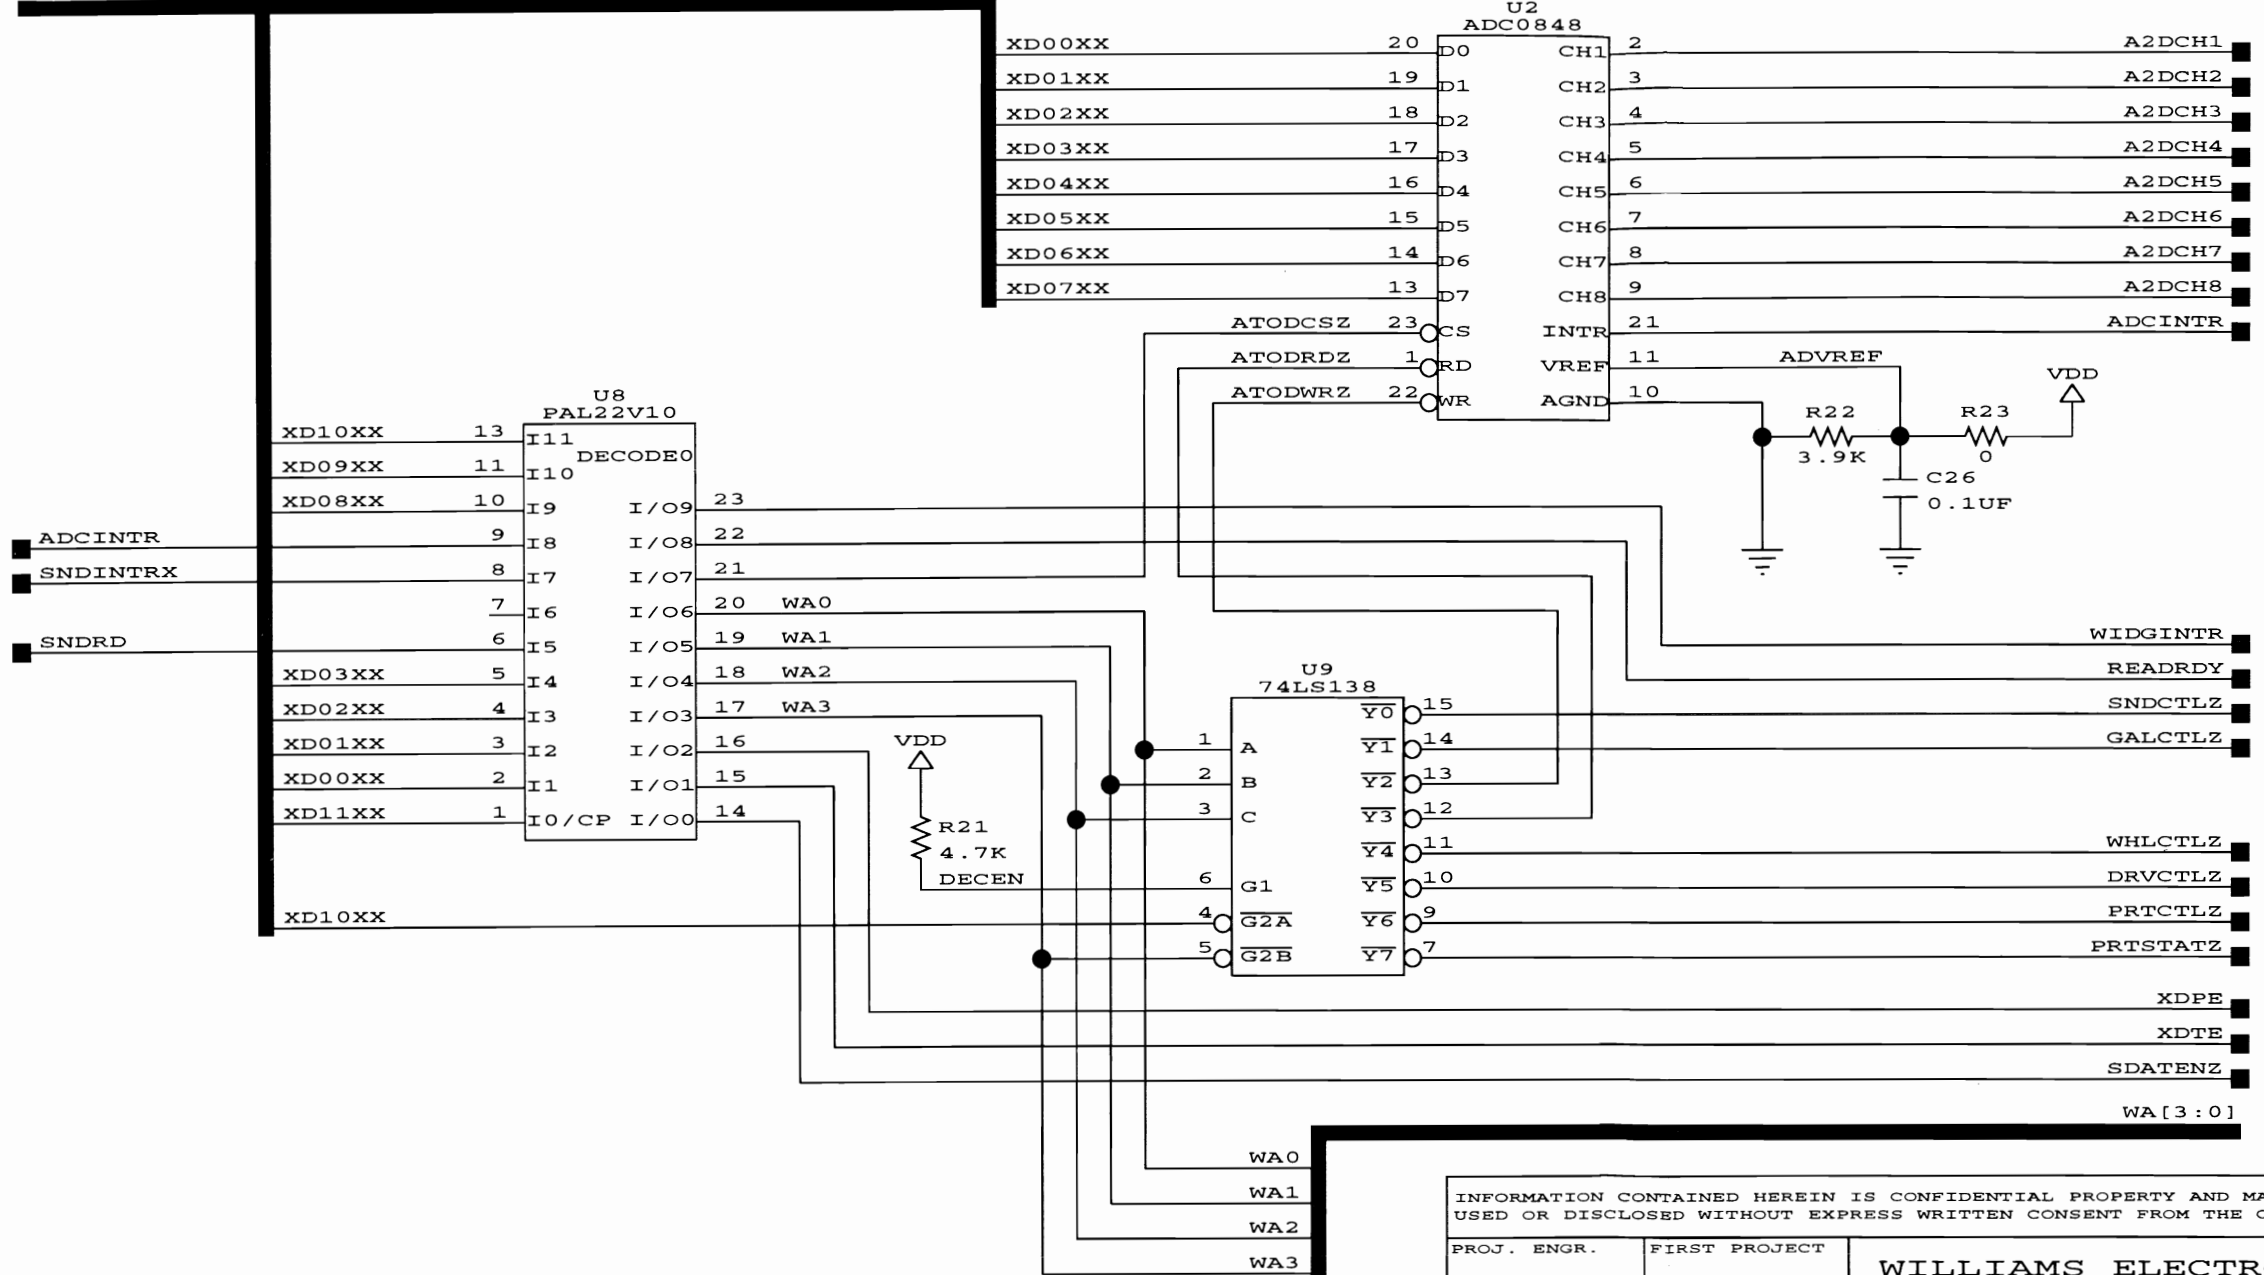 U2
ADC0848
XD00XX 20 D0 CH1 2 A2DCH1
XD01XX 19 D1 CH2 3 A2DCH2
XD02XX 18 D2 CH3 4 A2DCH3
XD03XX 17 D3 CH4 5 A2DCH4
XD04XX 16 D4 CH5 6 A2DCH5
XD05XX 15 D5 CH6 7 A2DCH6
XD06XX 14 D6 CH7 8 A2DCH7
XD07XX 13 D7 CH8 9 A2DCH8
ATODCSZ 23 CS INTR 21 ADCINTR
ATODRDZ 1 RD VREF 11 ADVREF
ATODWRZ 22 WR AGND 10
VDD
R22
3.9K
R23
0
C26
0.1UF
U8
PAL22V10
DECODE0
XD10XX 13 I11
XD09XX 11 I10
XD08XX 10 I9 I/O9 23
ADCINTR 9 I8 I/O8 22
SNDINTRX 8 I7 I/O7 21
7 I6 I/O6 20 WA0
SNDRD 6 I5 I/O5 19 WA1
XD03XX 5 I4 I/O4 18 WA2
XD02XX 4 I3 I/O3 17 WA3
XD01XX 3 I2 I/O2 16
XD00XX 2 I1 I/O1 15
XD11XX 1 I0/CP I/O0 14
XD10XX
VDD
R21
4.7K
DECEN
WIDGINTR
READRDY
U9
74LS138
Y0 15 SNDCTLZ
1 A Y1 14 GALCTLZ
2 B Y2 13
3 C Y3 12
Y4 11 WHLCTLZ
6 G1 Y5 10 DRVCTLZ
4 G2A Y6 9 PRTCTLZ
5 G2B Y7 7 PRTSTATZ
XDPE
XDTE
SDATENZ
WA[3:0]
WA0
WA1
WA2
WA3
INFORMATION CONTAINED HEREIN IS CONFIDENTIAL PROPERTY AND
USED OR DISCLOSED WITHOUT EXPRESS WRITTEN CONSENT FROM THE
PROJ. ENGR. FIRST PROJECT
WILLIAMS ELECTR